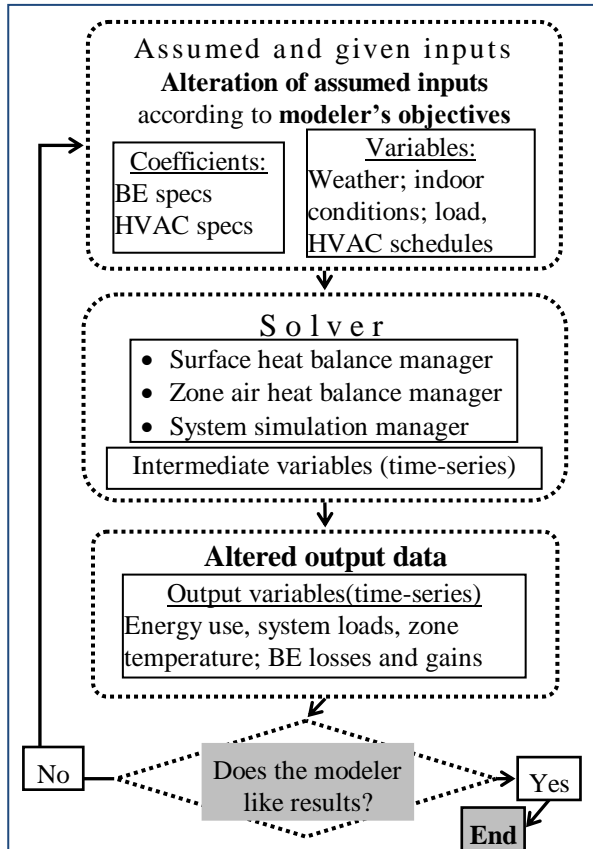 Assumed and given inputs
Alteration of assumed inputs
according to modeler's objectives
Coefficients:
BE specs
HVAC specs
Variables:
Weather; indoor
conditions; load,
HVAC schedules
Solver
• Surface heat balance manager
• Zone air heat balance manager
• System simulation manager
Intermediate variables (time-series)
Altered output data
Output variables(time-series)
Energy use, system loads, zone
temperature; BE losses and gains
Does the modeler
like results?
No
Yes
End